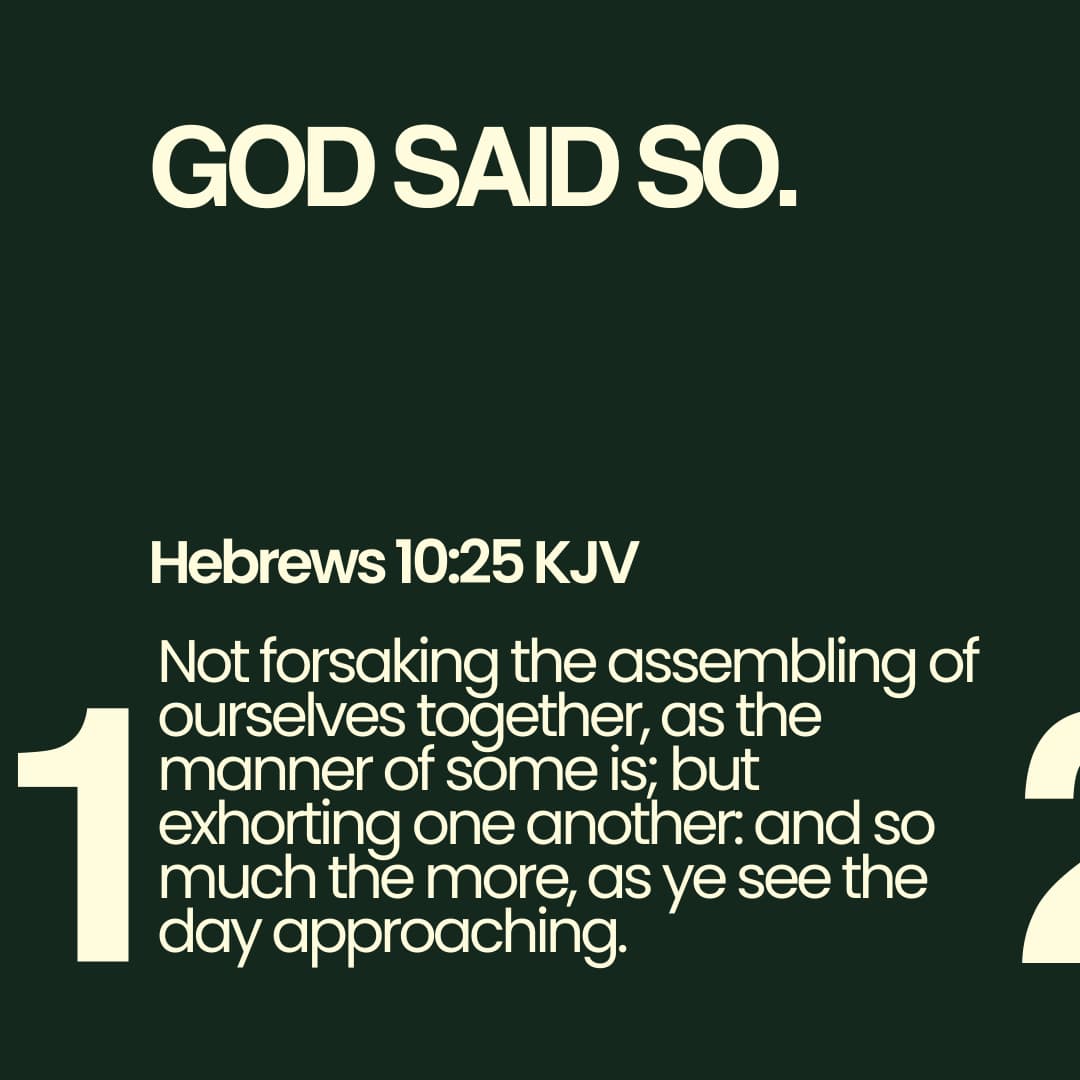 GOD SAID SO.
Hebrews 10:25 KJV
Not forsaking the assembling of
ourselves together, as the
manner of some is; but
exhorting one another: and so
much the more, as ye see the
day approaching.
1
2